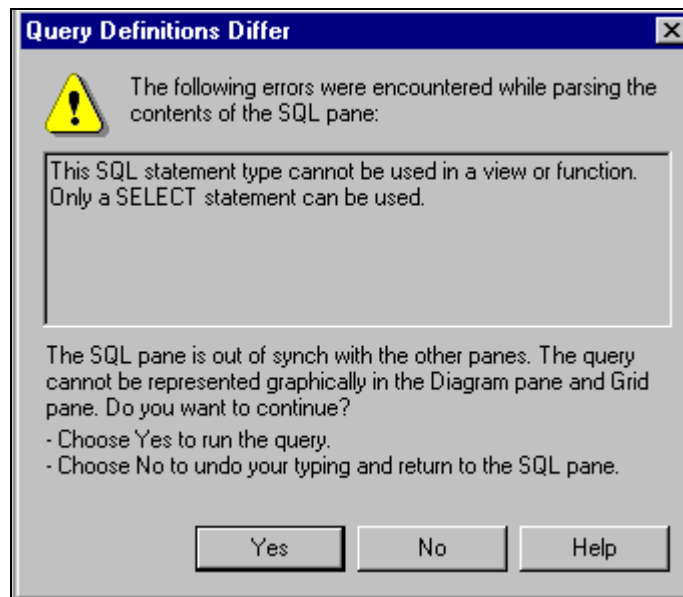 Query Definitions Differ
The following errors were encountered while parsing the
contents of the SQL pane:
This SQL statement type cannot be used in a view or function.
Only a SELECT statement can be used.
The SQL pane is out of synch with the other panes. The query
cannot be represented graphically in the Diagram pane and Grid
pane. Do you want to continue?
- Choose Yes to run the query.
- Choose No to undo your typing and return to the SQL pane.
Yes No Help